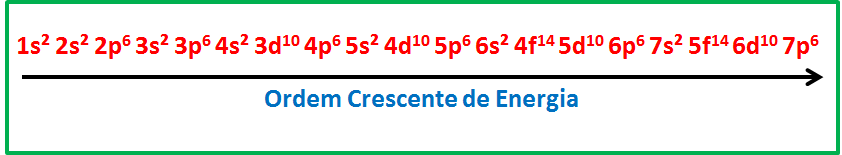 1s² 2s² 2p⁶ 3s² 3p⁶ 4s² 3d¹⁰ 4p⁶ 5s² 4d¹⁰ 5p⁶ 6s² 4f¹⁴ 5d¹⁰ 6p⁶ 7s² 5f¹⁴ 6d¹⁰ 7p⁶
Ordem Crescente de Energia